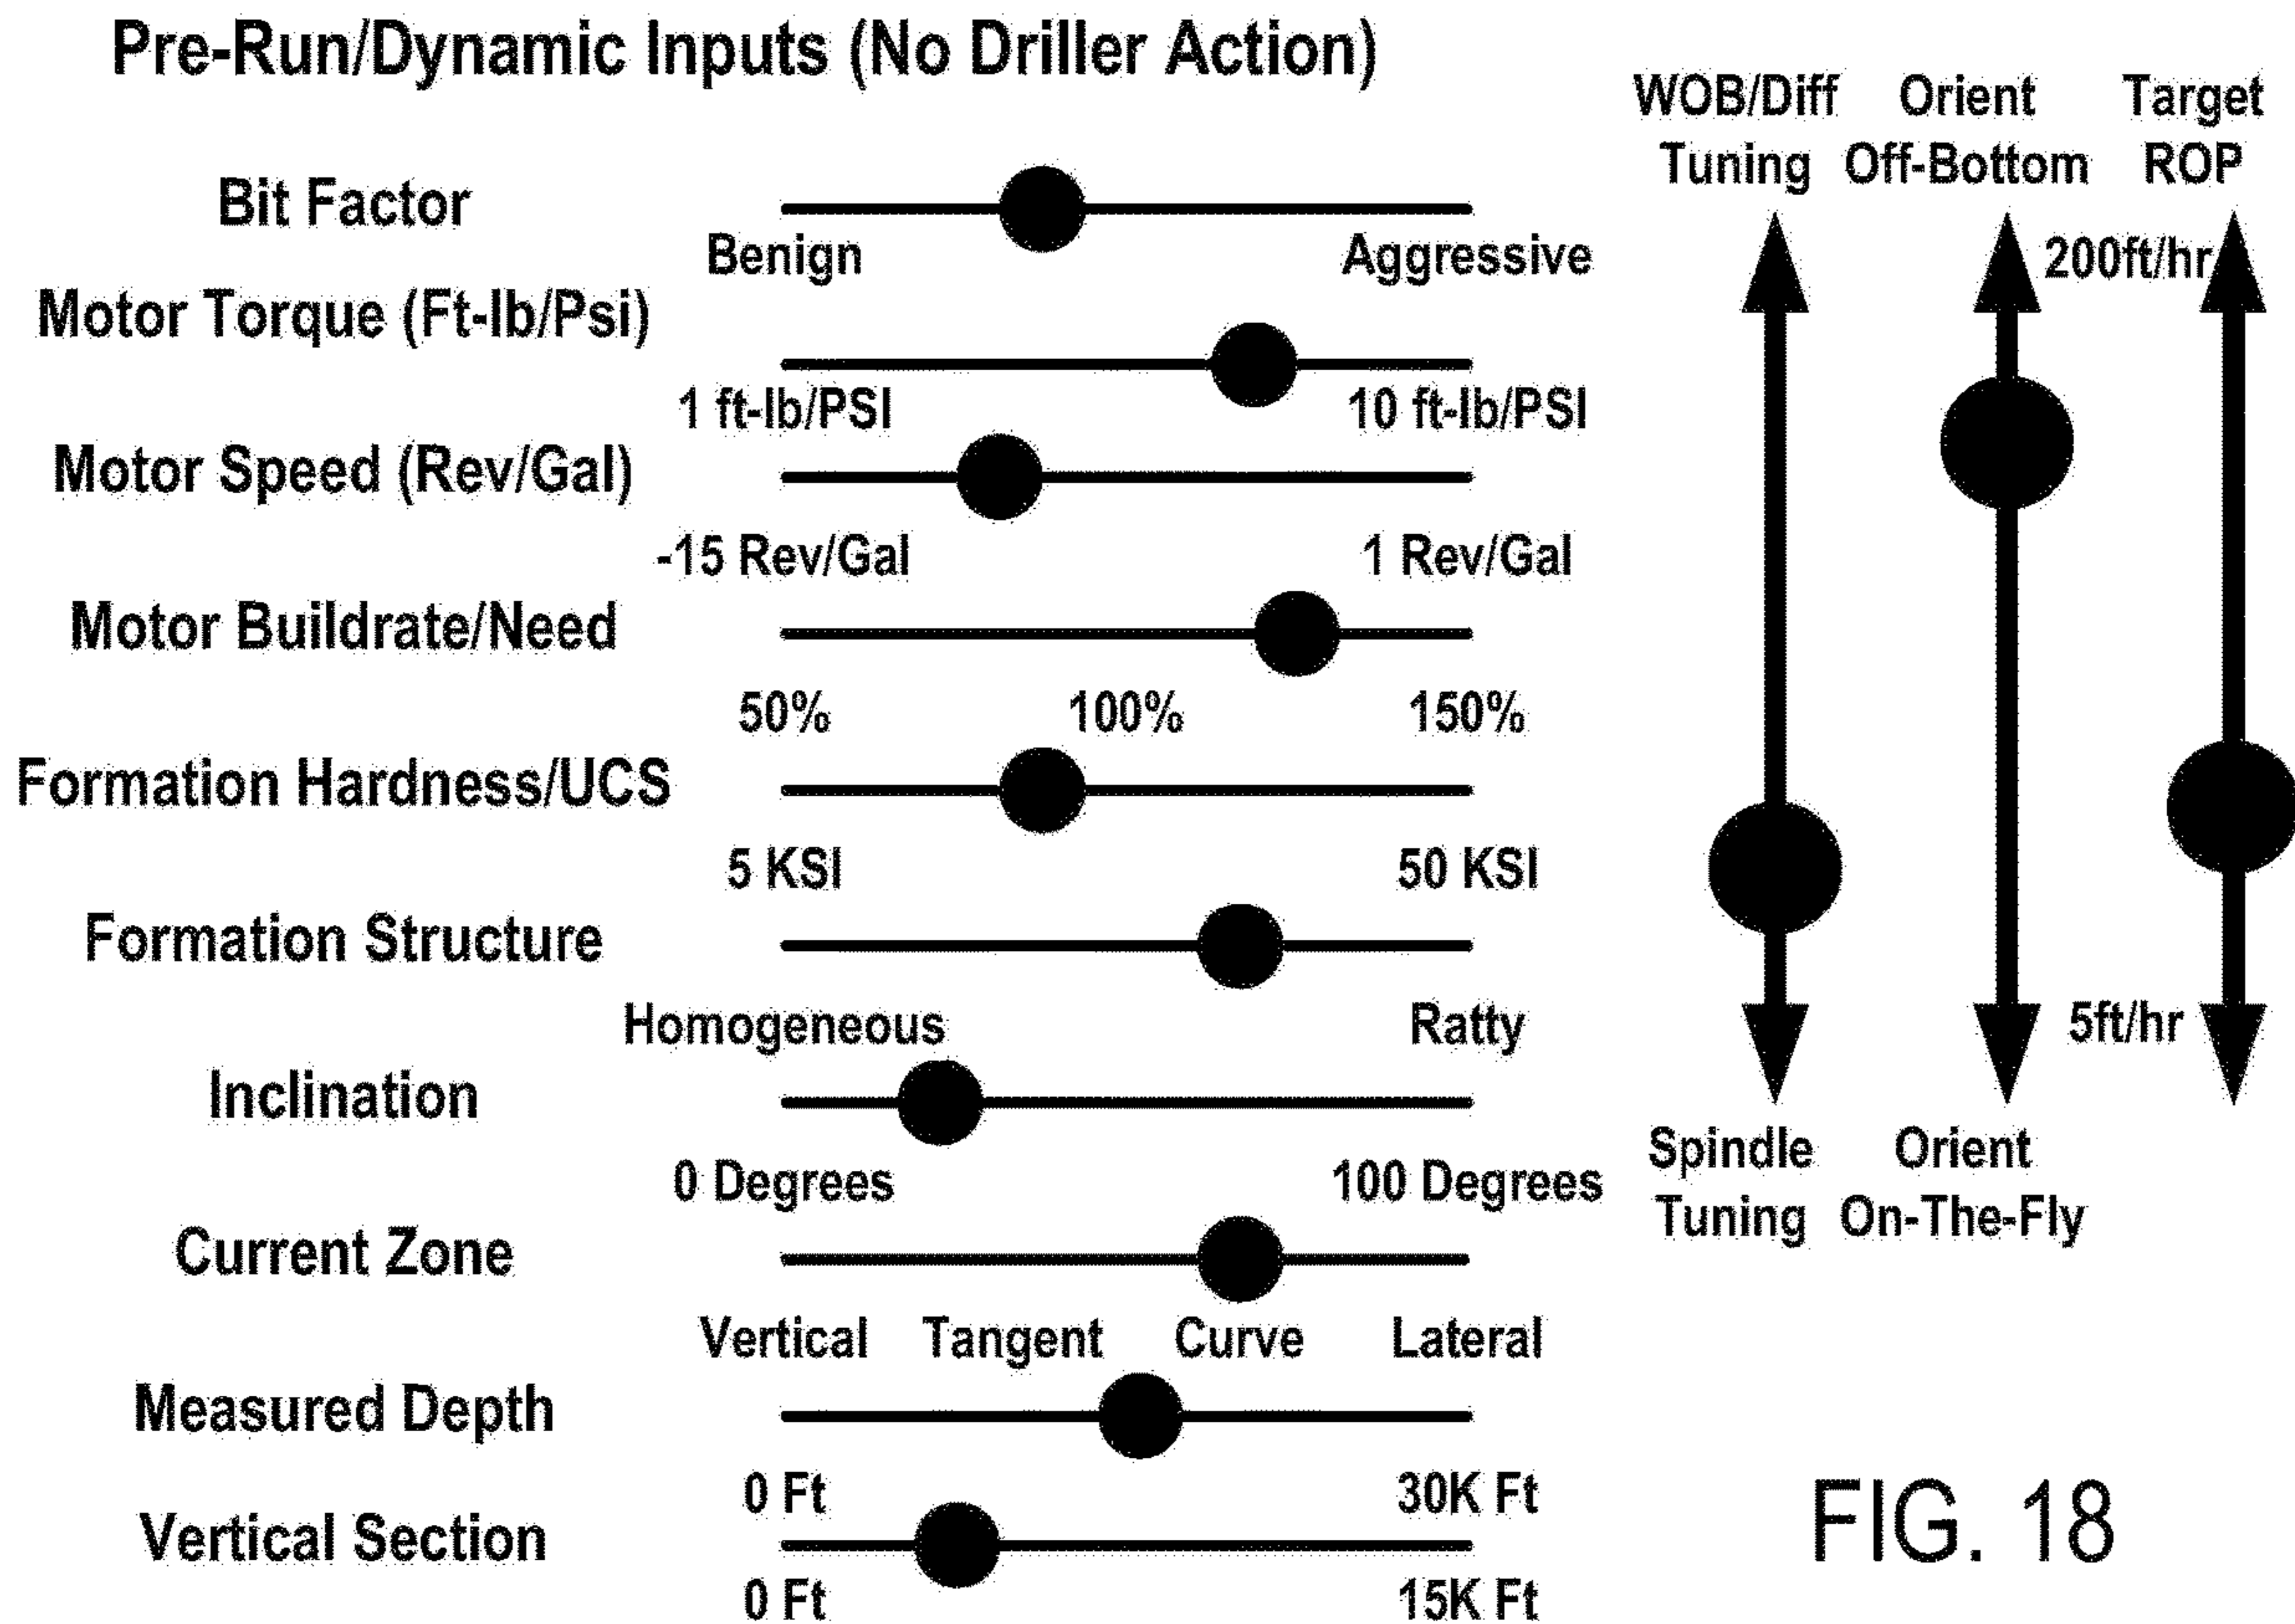 Pre-Run/Dynamic Inputs (No Driller Action)
Bit Factor
Benign Aggressive
Motor Torque (Ft-lb/Psi)
1 ft-lb/PSI 10 ft-lb/PSI
Motor Speed (Rev/Gal)
-15 Rev/Gal 1 Rev/Gal
Motor Buildrate/Need
50% 100% 150%
Formation Hardness/UCS
5 KSI 50 KSI
Formation Structure
Homogeneous Ratty
Inclination
0 Degrees 100 Degrees
Current Zone
Vertical Tangent Curve Lateral
Measured Depth
0 Ft 30K Ft
Vertical Section
0 Ft 15K Ft
WOB/Diff
Tuning
Spindle
Tuning
Orient
Off-Bottom
Orient
On-The-Fly
Target
ROP
200ft/hr
5ft/hr
FIG. 18